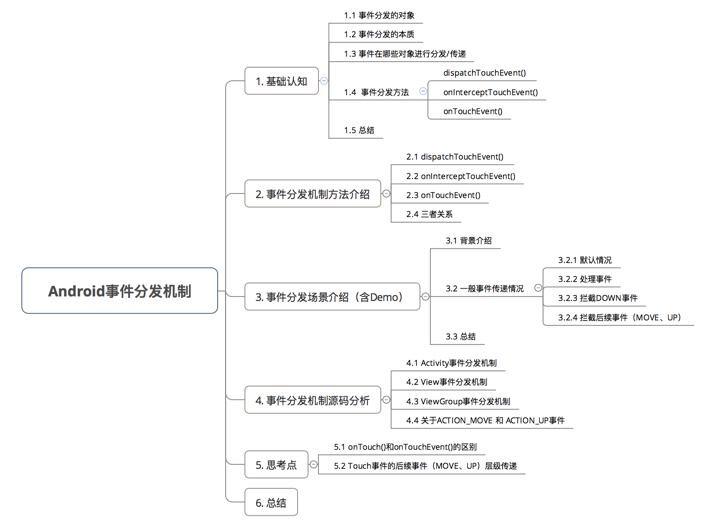 Android事件分发机制
1. 基础认知
1.1 事件分发的对象
1.2 事件分发的本质
1.3 事件在哪些对象进行分发/传递
1.4 事件分发方法
dispatchTouchEvent()
onInterceptTouchEvent()
onTouchEvent()
1.5 总结
2. 事件分发机制方法介绍
2.1 dispatchTouchEvent()
2.2 onInterceptTouchEvent()
2.3 onTouchEvent()
2.4 三者关系
3. 事件分发场景介绍（含Demo）
3.1 背景介绍
3.2 一般事件传递情况
3.2.1 默认情况
3.2.2 处理事件
3.2.3 拦截DOWN事件
3.2.4 拦截后续事件（MOVE、UP）
3.3 总结
4. 事件分发机制源码分析
4.1 Activity事件分发机制
4.2 View事件分发机制
4.3 ViewGroup事件分发机制
4.4 关于ACTION_MOVE 和 ACTION_UP事件
5. 思考点
5.1 onTouch()和onTouchEvent()的区别
5.2 Touch事件的后续事件（MOVE、UP）层级传递
6. 总结